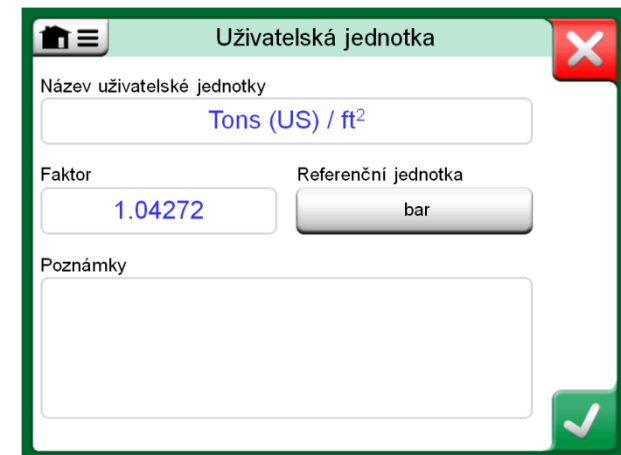 Uživatelská jednotka
Název uživatelské jednotky
Tons (US) / ft²
Faktor
Referenční jednotka
1.04272
bar
Poznámky